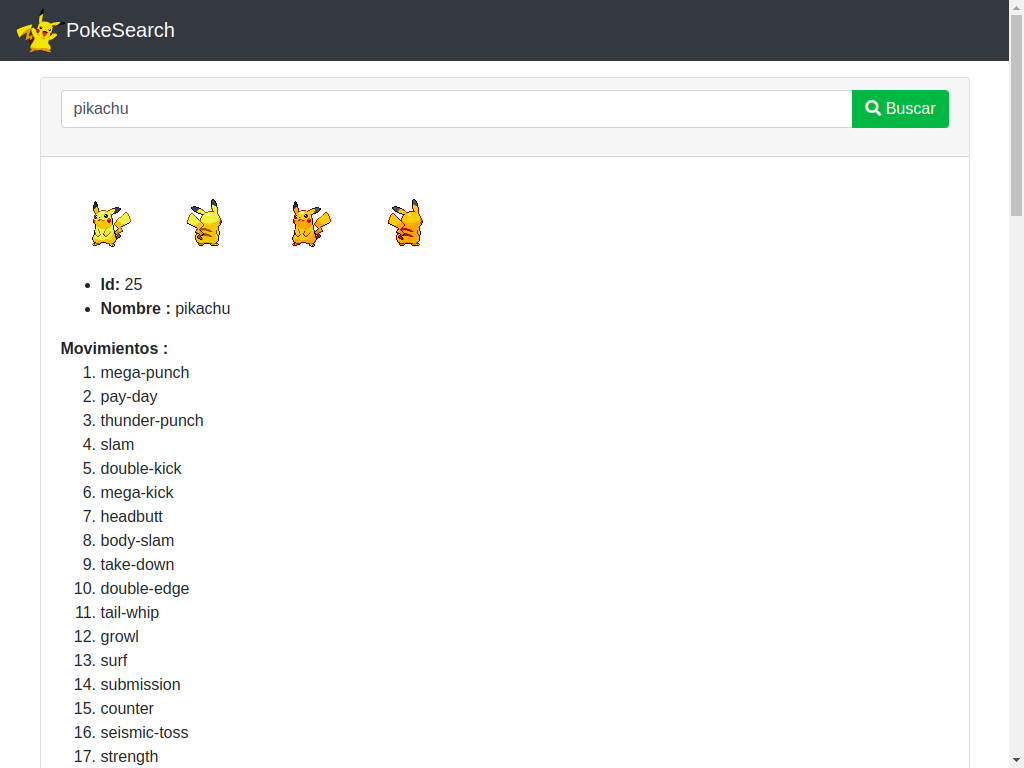 PokeSearch
pikachu
Buscar
Id: 25
Nombre : pikachu
Movimientos :
1. mega-punch
2. pay-day
3. thunder-punch
4. slam
5. double-kick
6. mega-kick
7. headbutt
8. body-slam
9. take-down
10. double-edge
11. tail-whip
12. growl
13. surf
14. submission
15. counter
16. seismic-toss
17. strength